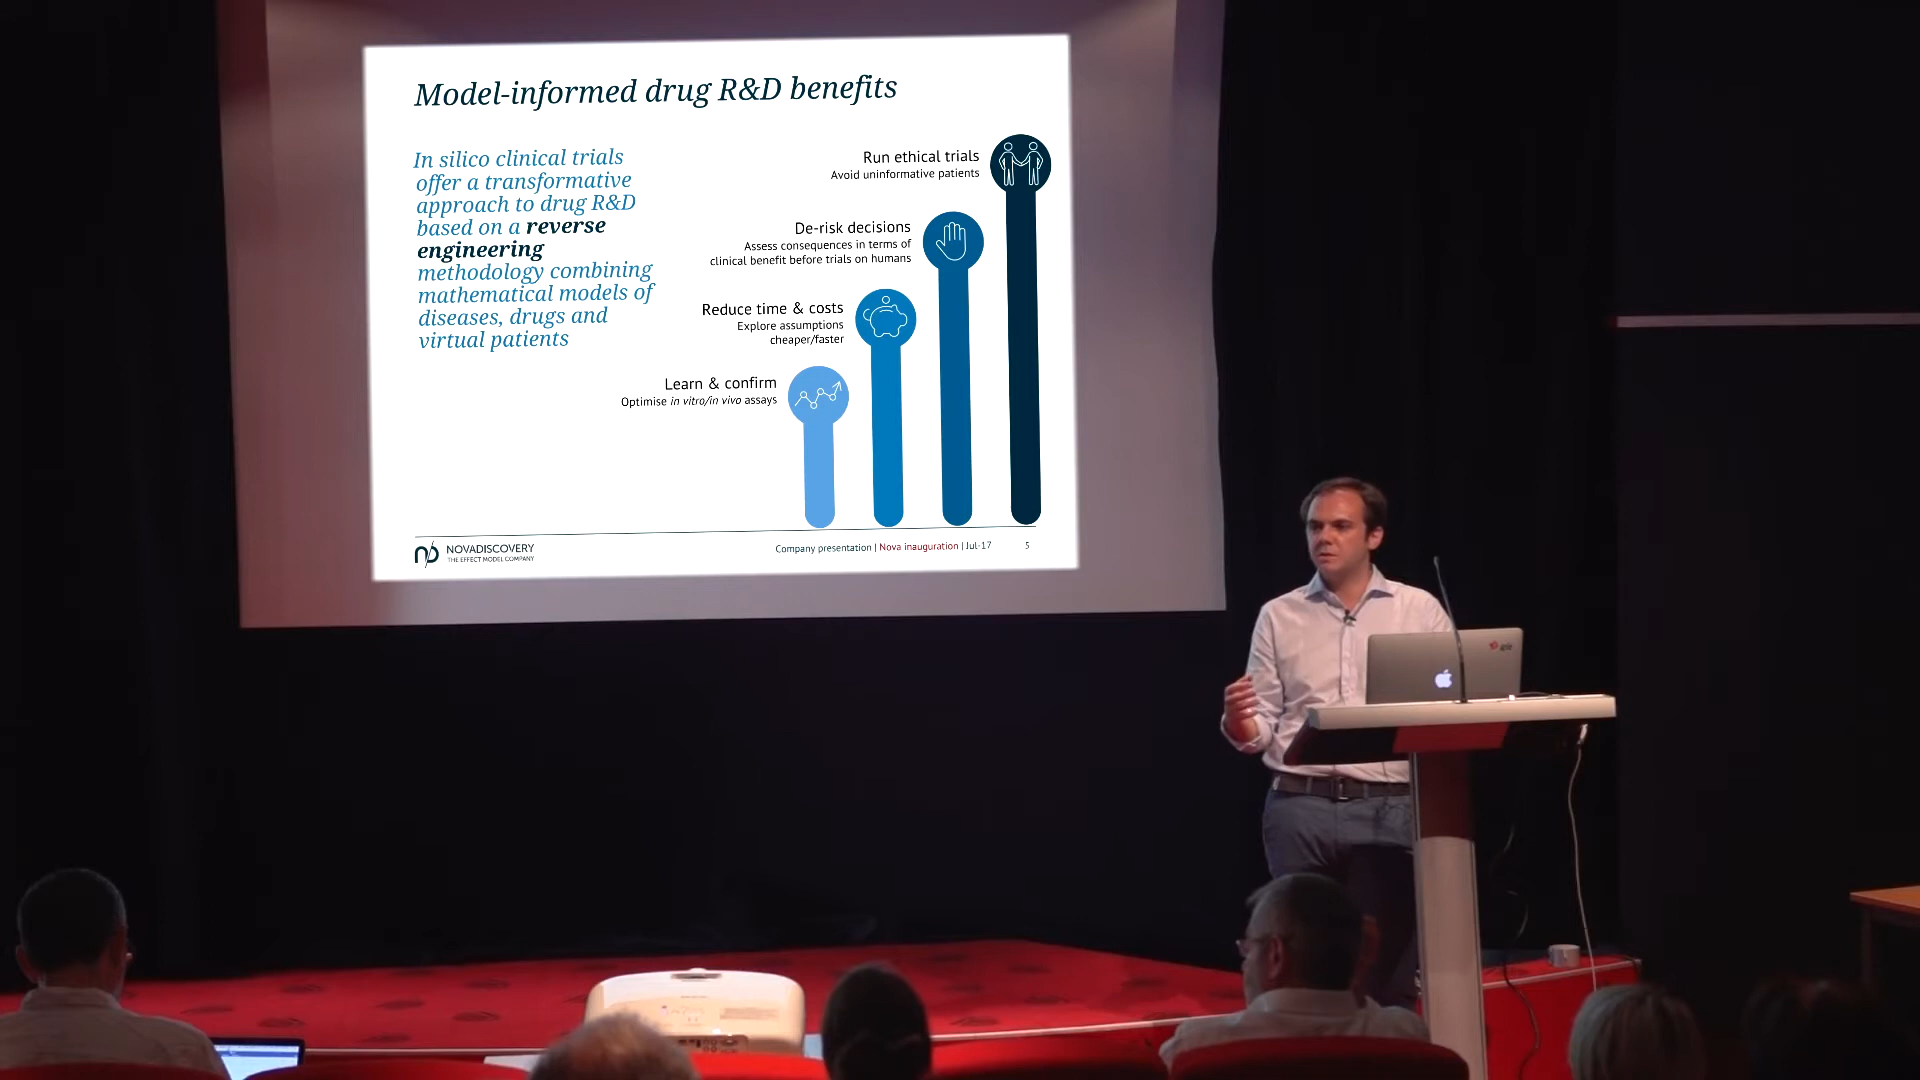 Model-informed drug R&D benefits
In silico clinical trials
offer a transformative
approach to drug R&D
based on a reverse
engineering
methodology combining
mathematical models of
diseases, drugs and
virtual patients
Run ethical trials
Avoid uninformative patients
De-risk decisions
Assess consequences in terms of
clinical benefit before trials on humans
Reduce time & costs
Explore assumptions
cheaper/faster
Learn & confirm
Optimise in vitro/in vivo assays
NOVADISCOVERY
THE EFFECT MODEL COMPANY
Company presentation | Nova inauguration | Jul-17 5